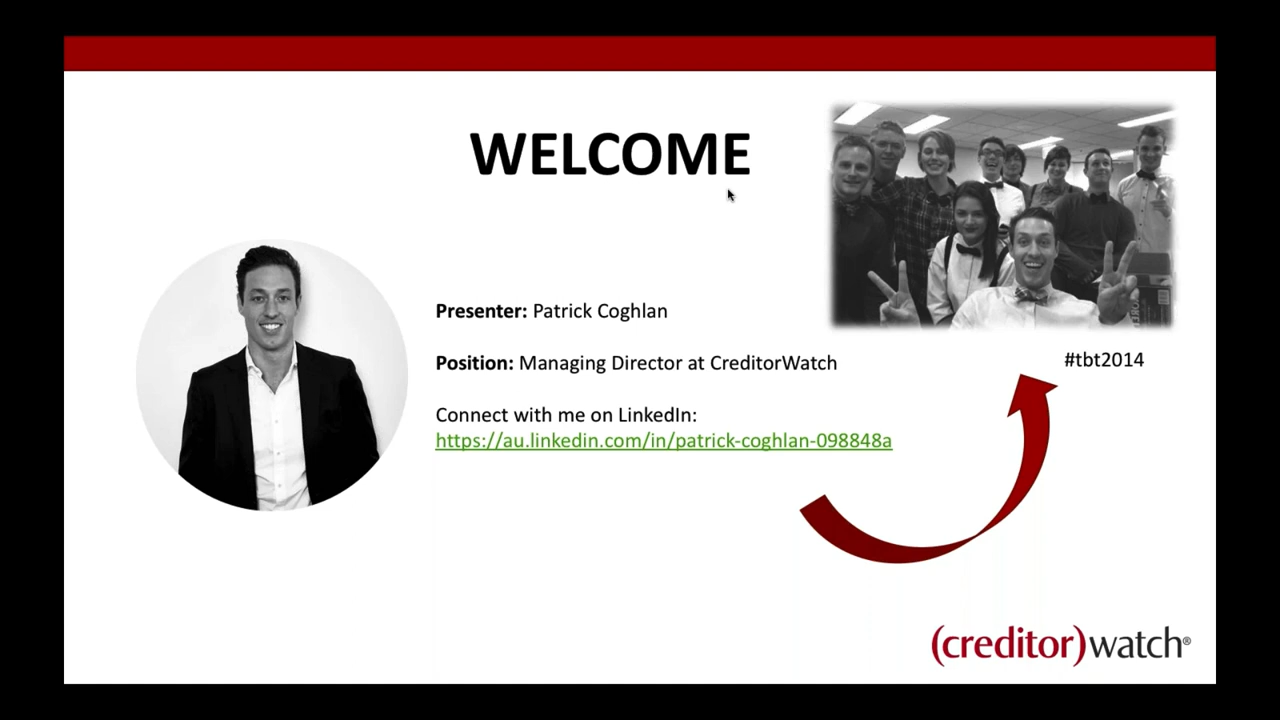 WELCOME
Presenter: Patrick Coghlan
Position: Managing Director at CreditorWatch
#tbt2014
Connect with me on LinkedIn:
https://au.linkedin.com/in/patrick-coghlan-098848a
(creditor)watch®